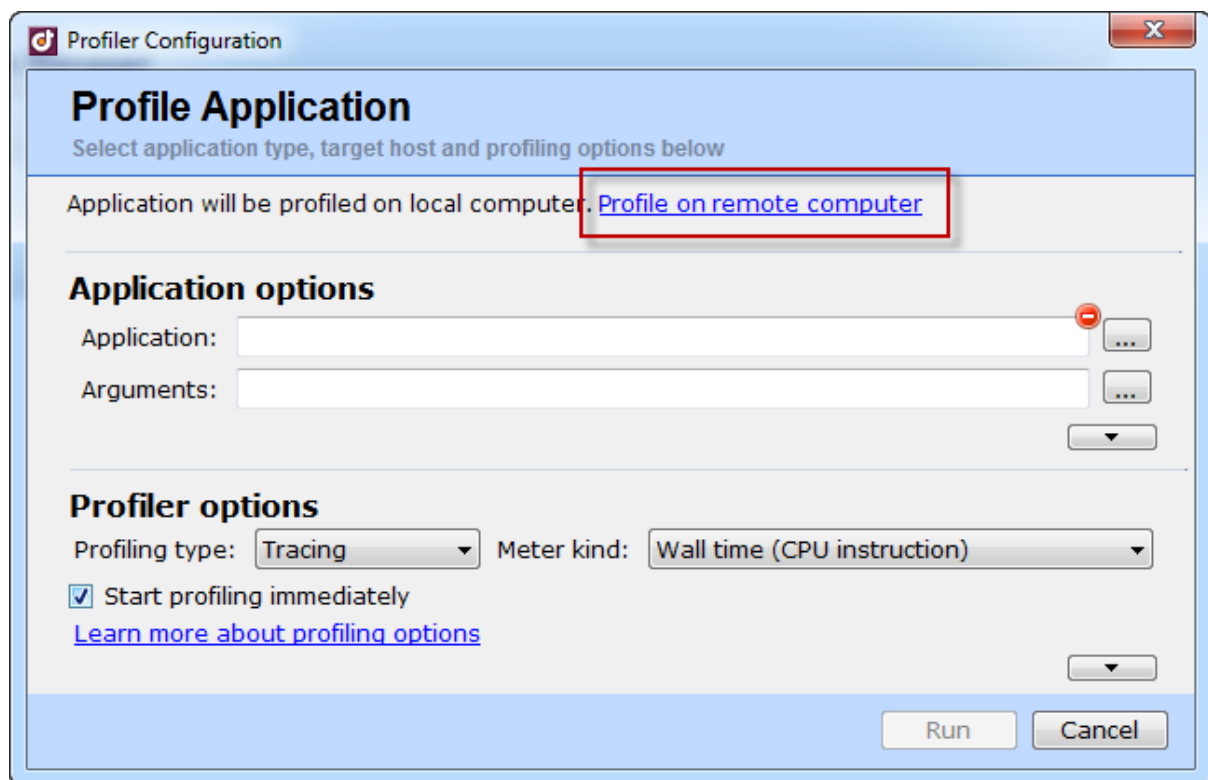 Profiler Configuration
Profile Application
Select application type, target host and profiling options below
Application will be profiled on local computer. Profile on remote computer
Application options
Application:
...
Arguments:
...
Profiler options
Profiling type: Tracing Meter kind: Wall time (CPU instruction)
Start profiling immediately
Learn more about profiling options
Run Cancel